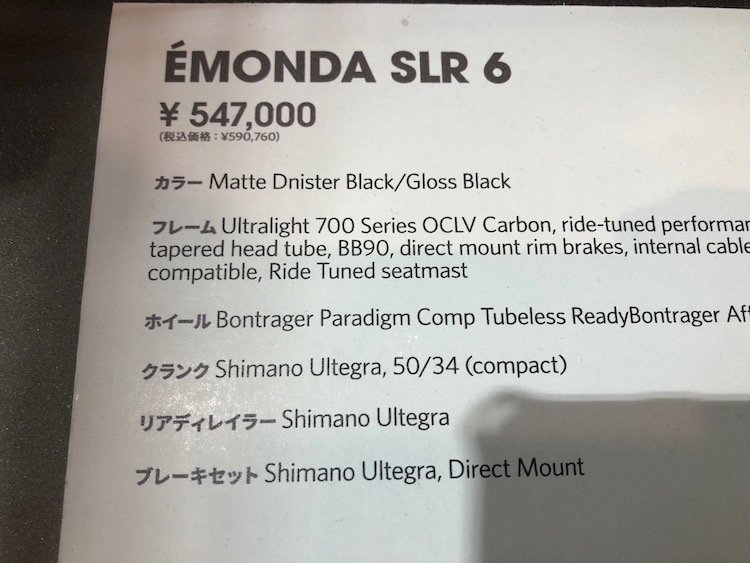 ÉMONDA SLR 6
¥ 547,000
(税込価格：¥590,760)
カラー Matte Dnister Black/Gloss Black
フレーム Ultralight 700 Series OCLV Carbon, ride-tuned
tapered head tube, BB90, direct mount rim brakes, internal
compatible, Ride Tuned seatmast
ホイール Bontrager Paradigm Comp Tubeless ReadyBontrager
クランク Shimano Ultegra, 50/34 (compact)
リアディレイラー Shimano Ultegra
ブレーキセット Shimano Ultegra, Direct Mount